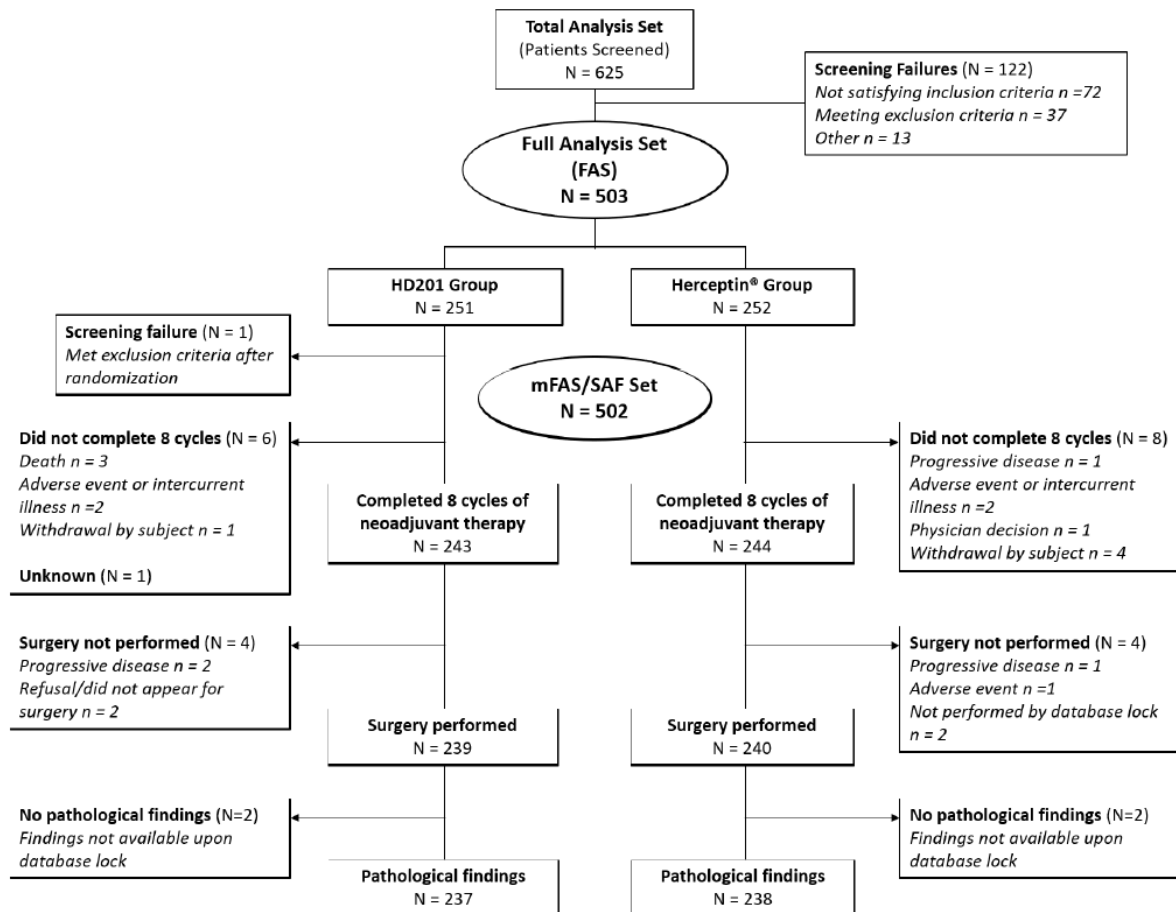 Total Analysis Set
(Patients Screened)
N = 625
Screening Failures (N = 122)
Not satisfying inclusion criteria n =72
Meeting exclusion criteria n = 37
Other n = 13
Full Analysis Set
(FAS)
N = 503
HD201 Group
N = 251
Herceptin® Group
N = 252
Screening failure (N = 1)
Met exclusion criteria after
randomization
mFAS/SAF Set
N = 502
Did not complete 8 cycles (N = 6)
Death n = 3
Adverse event or intercurrent
illness n =2
Withdrawal by subject n = 1
Unknown (N = 1)
Completed 8 cycles of
neoadjuvant therapy
N = 243
Completed 8 cycles of
neoadjuvant therapy
N = 244
Did not complete 8 cycles (N = 8)
Progressive disease n = 1
Adverse event or intercurrent
illness n =2
Physician decision n = 1
Withdrawal by subject n = 4
Surgery not performed (N = 4)
Progressive disease n = 2
Refusal/did not appear for
surgery n = 2
Surgery performed
N = 239
Surgery performed
N = 240
Surgery not performed (N = 4)
Progressive disease n = 1
Adverse event n =1
Not performed by database lock
n = 2
No pathological findings (N=2)
Findings not available upon
database lock
Pathological findings
N = 237
Pathological findings
N = 238
No pathological findings (N=2)
Findings not available upon
database lock